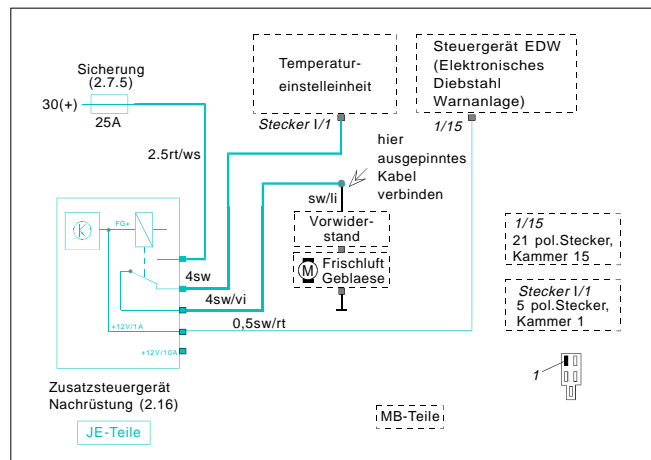 Sicherung
(2.7.5)
30(+)
25A
2.5rt/ws
Temperatur-
einstelleinheit
Stecker I/1
Steuergerät EDW
(Elektronisches
Diebstahl
Warnanlage)
1/15
hier
ausgepinntes
Kabel
verbinden
sw/li
Vorwider-
stand
M
Frischluft
Geblaese
K
FG+
4sw
4sw/vi
+12V/1A
0,5sw/rt
+12V/10A
Zusatzsteuergerät
Nachrüstung (2.16)
JE-Teile
MB-Teile
1/15
21 pol.Stecker,
Kammer 15
Stecker I/1
5 pol.Stecker,
Kammer 1
1